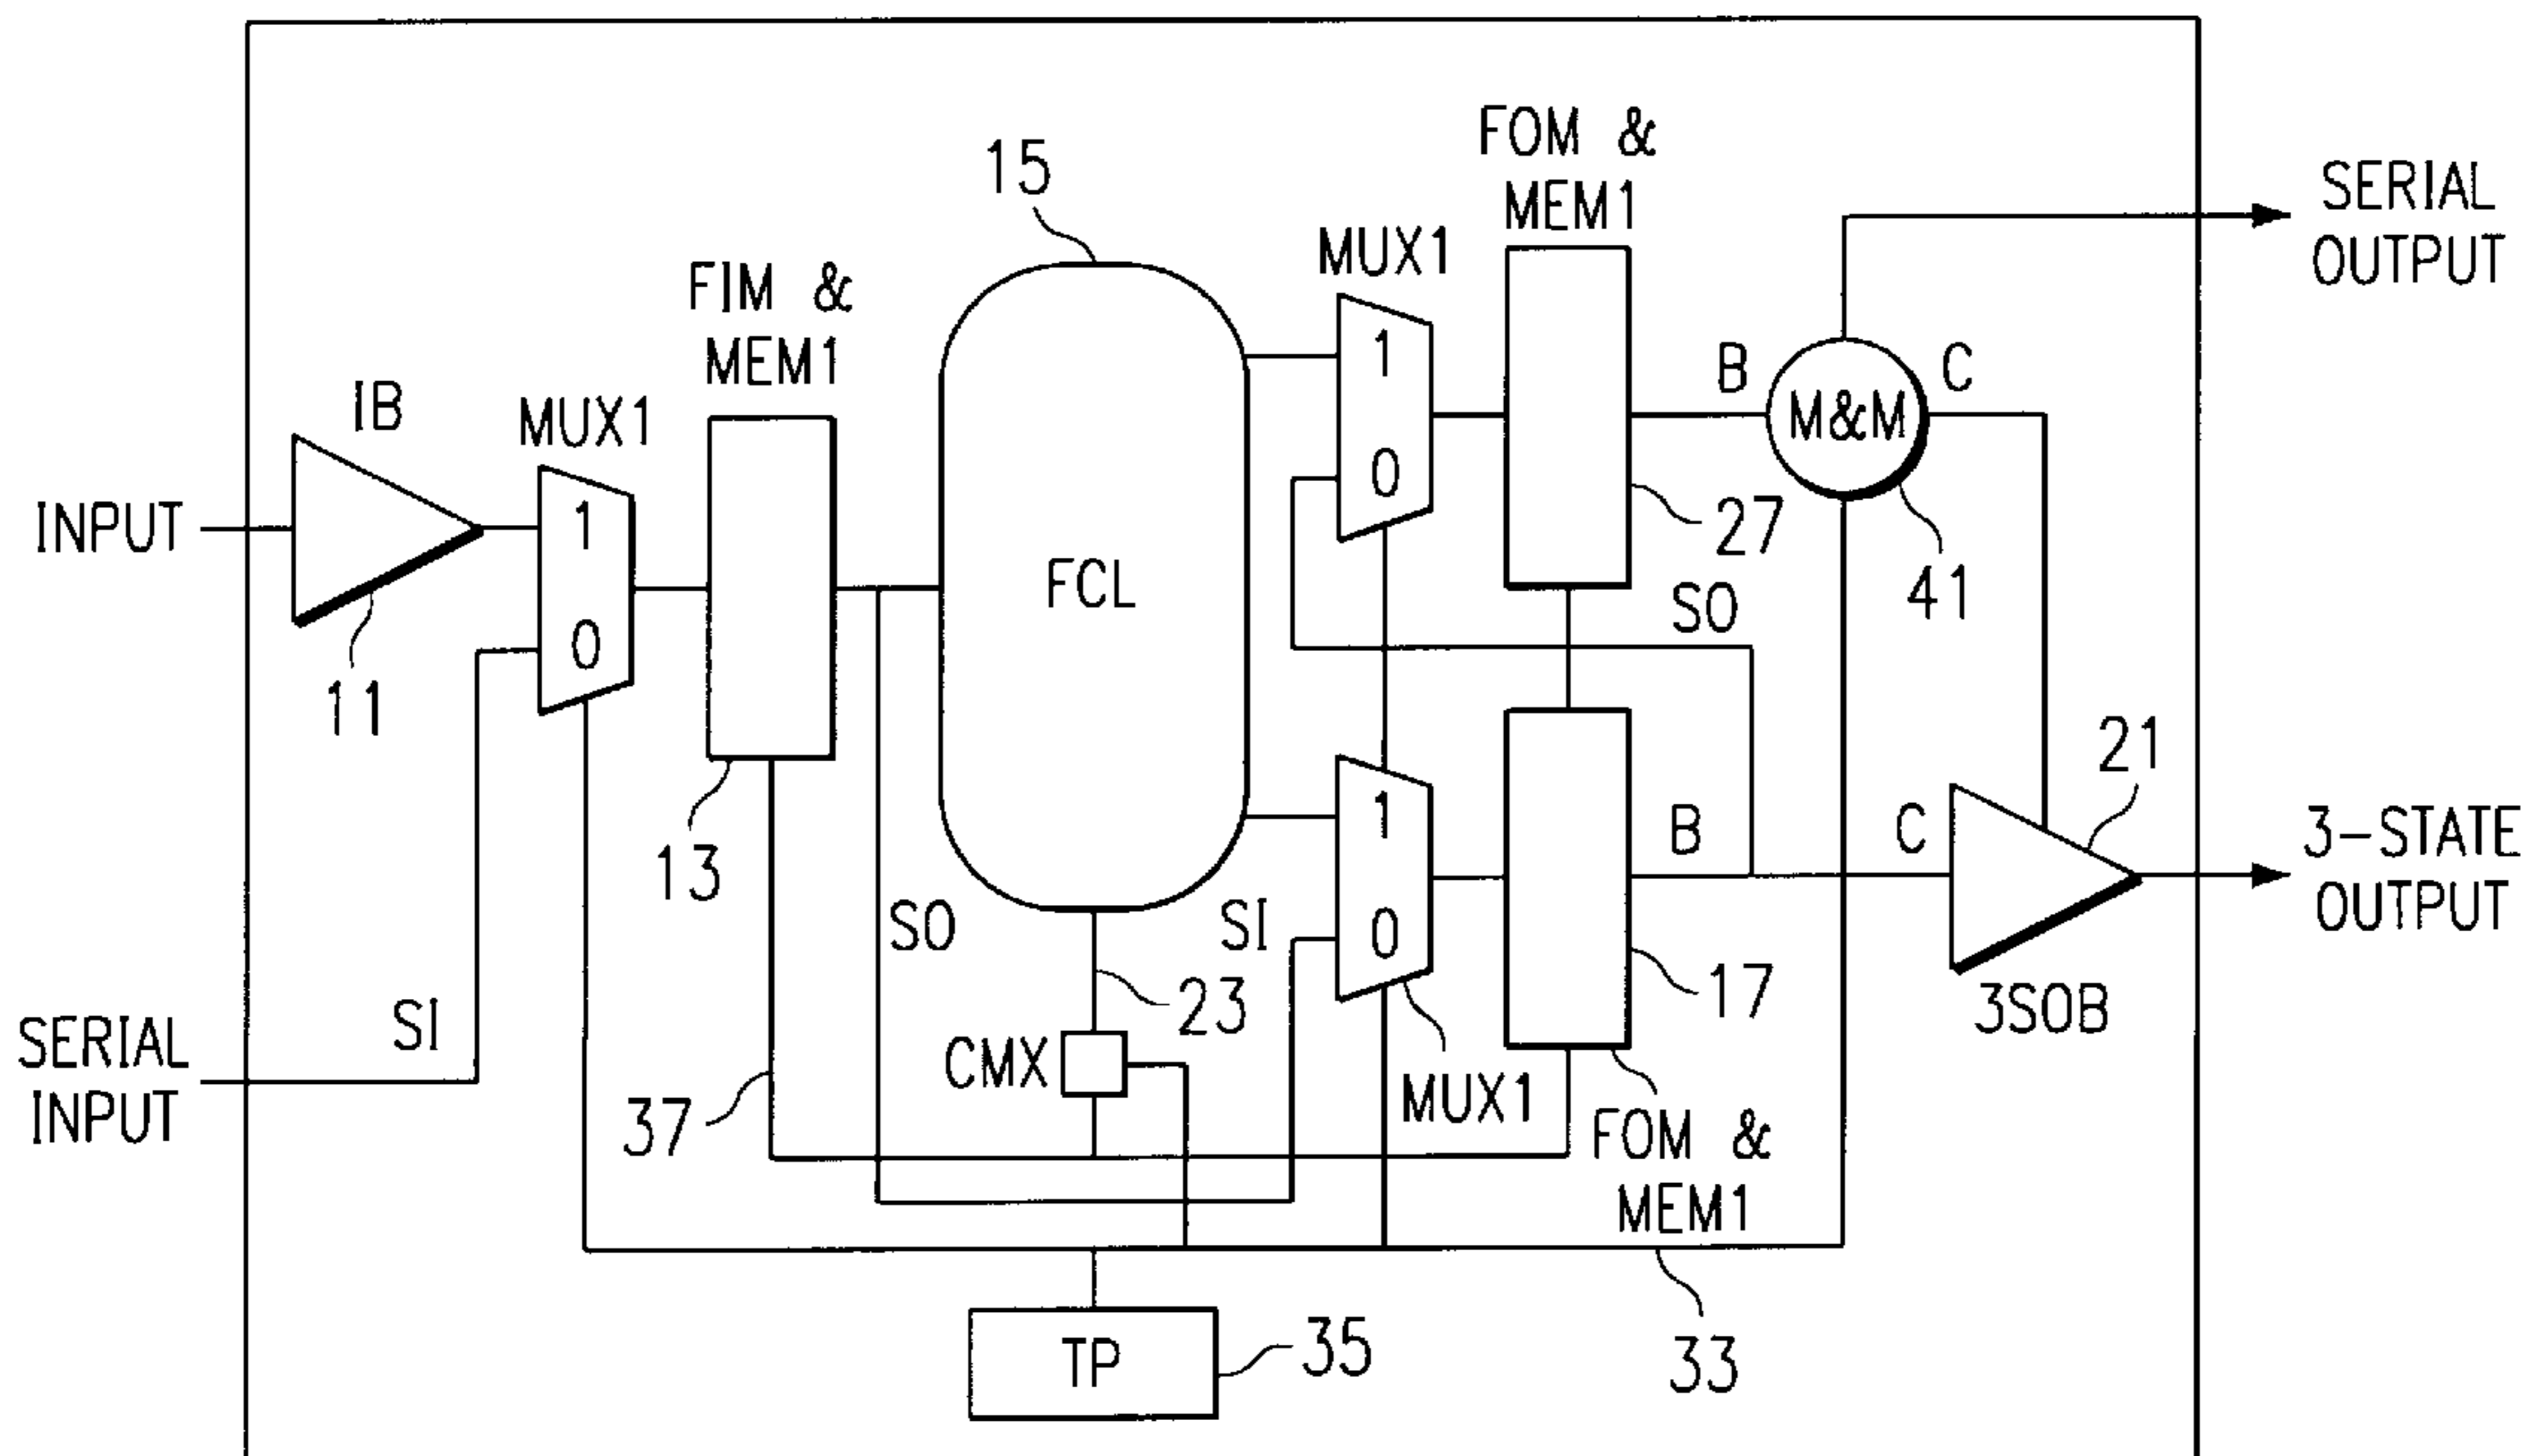 FOM &
MEM1
15
SERIAL
OUTPUT
MUX1
FIM &
MEM1
1
B
C
M&M
IB
MUX1
0
INPUT
1
27
FCL
41
SO
0
11
21
1
B
C
3-STATE
OUTPUT
13
SO
SI
0
23
17
3SOB
SI
SERIAL
INPUT
CMX
37
MUX1
FOM &
MEM1
TP
35
33